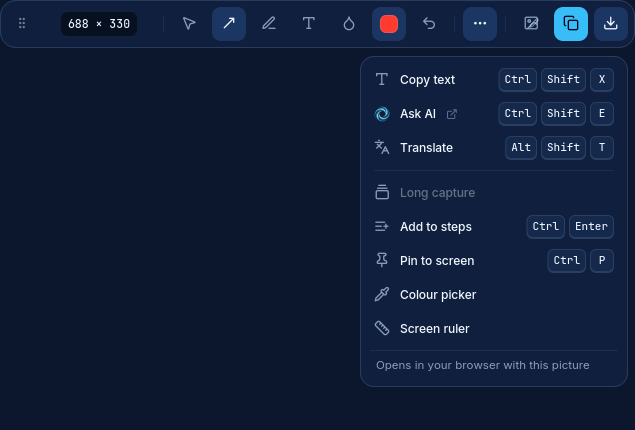 688 × 330
T
Copy text Ctrl Shift X
Ask AI Ctrl Shift E
Translate Alt Shift T
Long capture
Add to steps Ctrl Enter
Pin to screen Ctrl P
Colour picker
Screen ruler
Opens in your browser with this picture